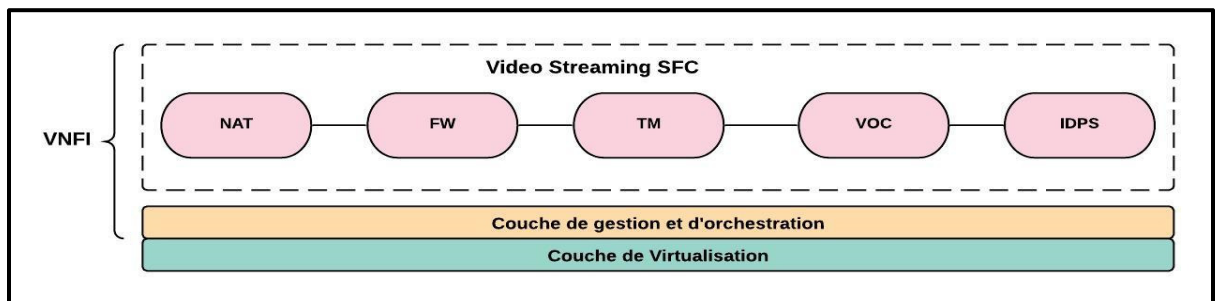 Video Streaming SFC
NAT FW TM VOC IDPS
VNFI
Couche de gestion et d'orchestration
Couche de Virtualisation